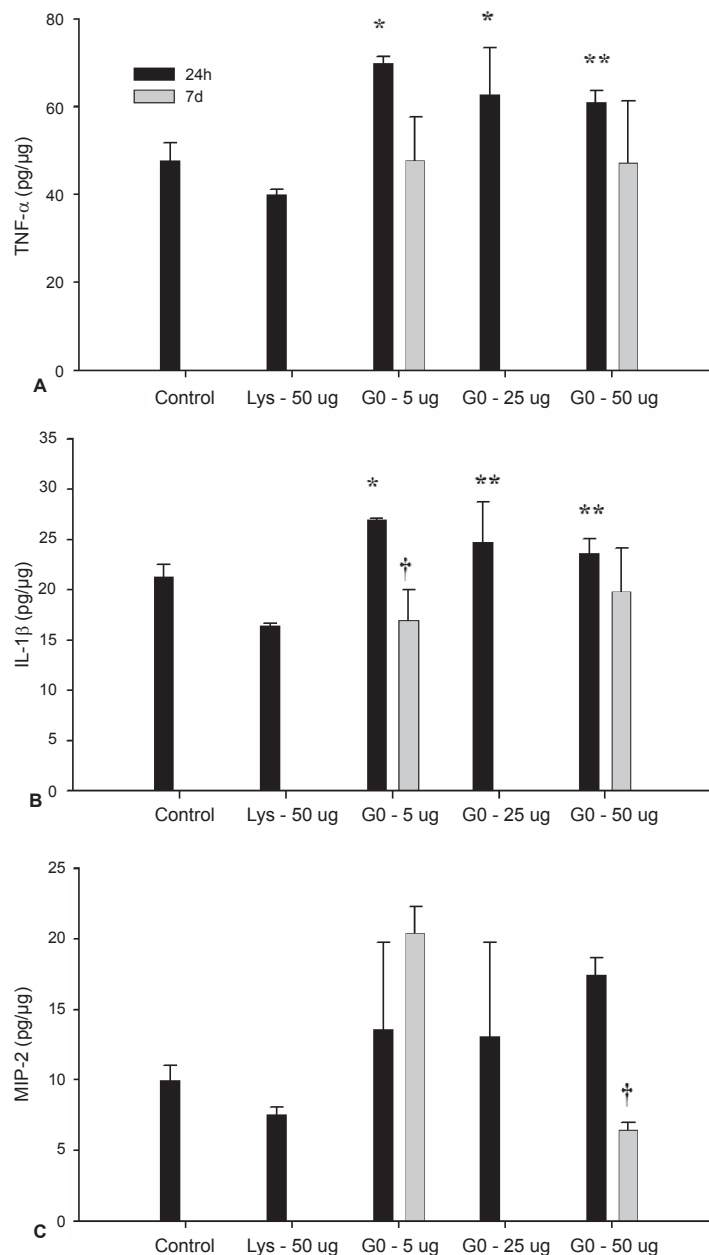 80
60
40
20
0
TNF-α (pg/μg)
24h
7d
*
*
**
A
Control
Lys - 50 ug
G0 - 5 ug
G0 - 25 ug
G0 - 50 ug
35
30
25
20
15
10
5
0
IL-1β (pg/μg)
*
†
**
**
B
Control
Lys - 50 ug
G0 - 5 ug
G0 - 25 ug
G0 - 50 ug
25
20
15
10
5
0
MIP-2 (pg/μg)
†
C
Control
Lys - 50 ug
G0 - 5 ug
G0 - 25 ug
G0 - 50 ug